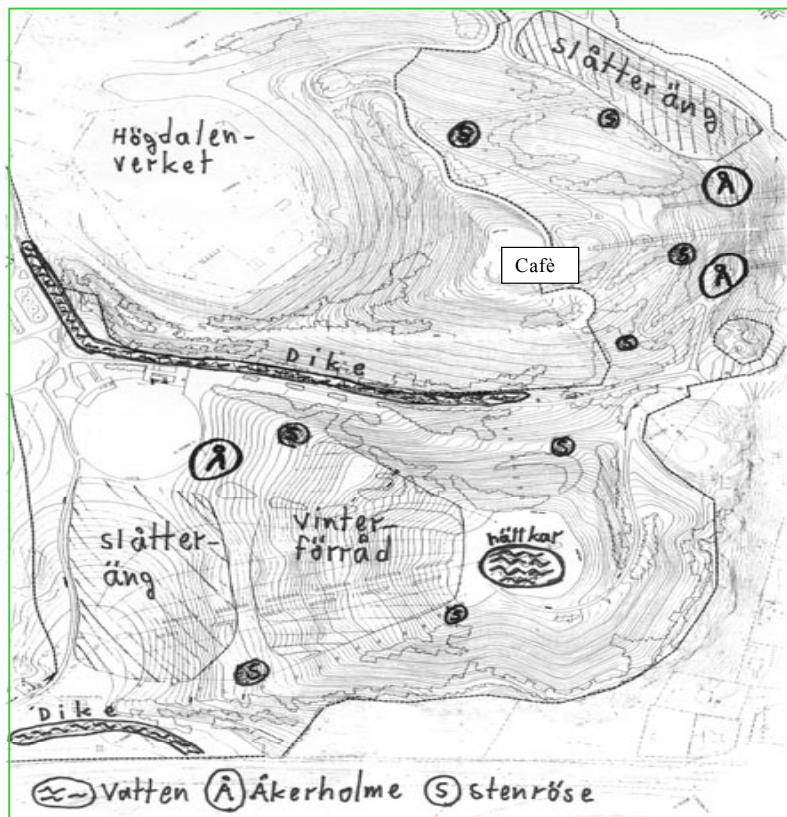 slåtteräng
Högdalen-
verket
S
S
Å
S
Cafè
Å
S
Dike
S
Å
S
vinter-
förråd
slåtter-
äng
hällkar
S
S
Dike
Vatten Å Åkerholme S Stenröse